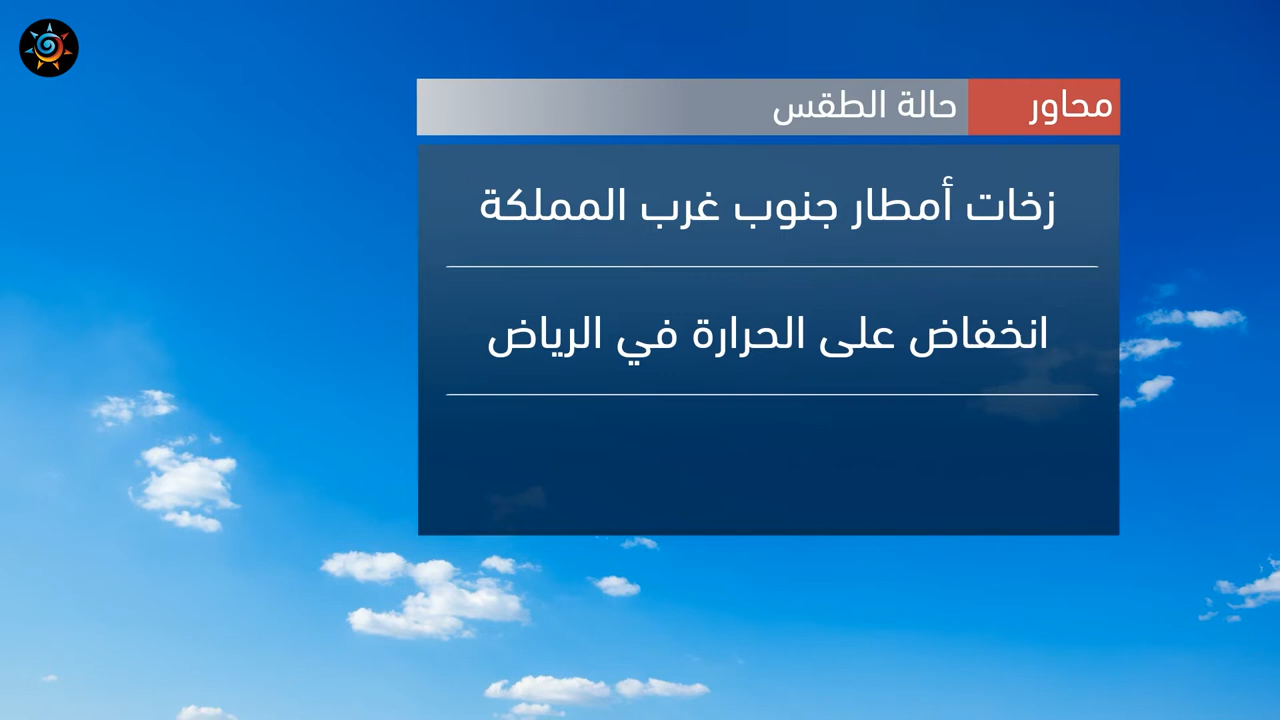 محاور حالة الطقس
زخات أمطار جنوب غرب المملكة
انخفاض على الحرارة في الرياض